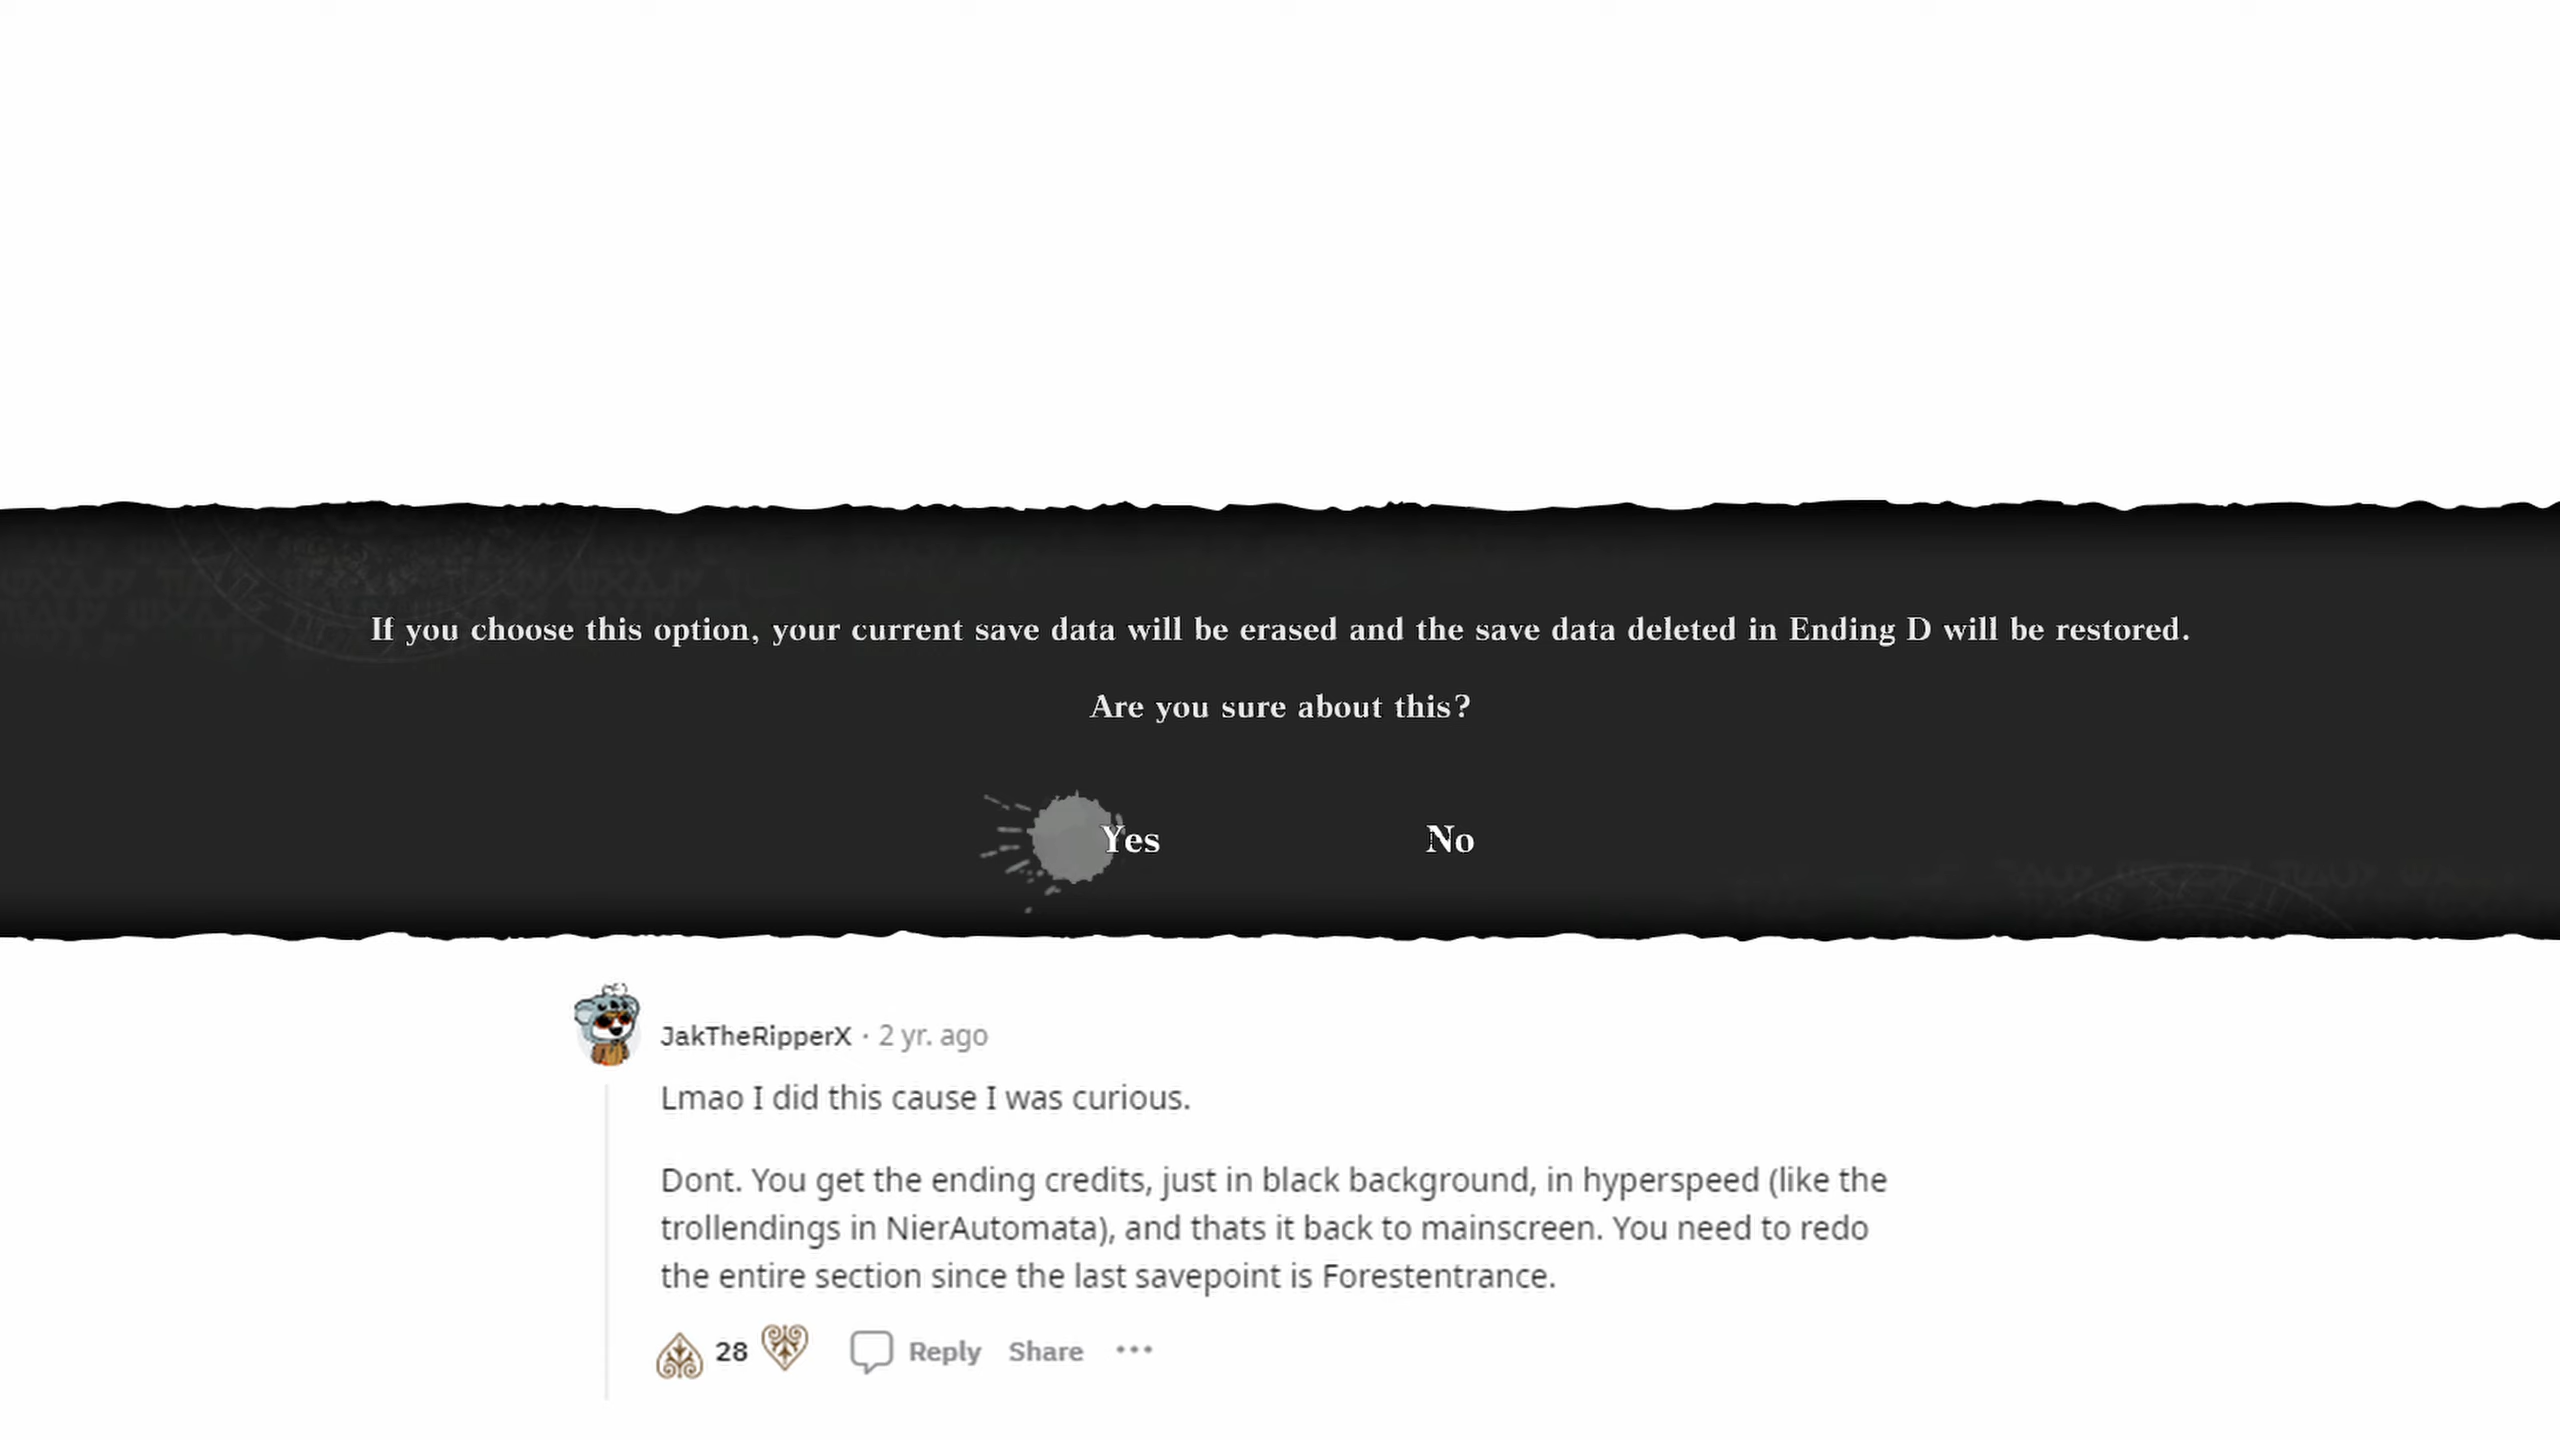 If you choose this option, your current save data will be erased and the save data deleted in Ending D will be restored.
Are you sure about this?
Yes No
JakTheRipperX · 2 yr. ago
Lmao I did this cause I was curious.
Dont. You get the ending credits, just in black background, in hyperspeed (like the
trollendings in NierAutomata), and thats it back to mainscreen. You need to redo
the entire section since the last savepoint is Forestentrance.
28 Reply Share ···